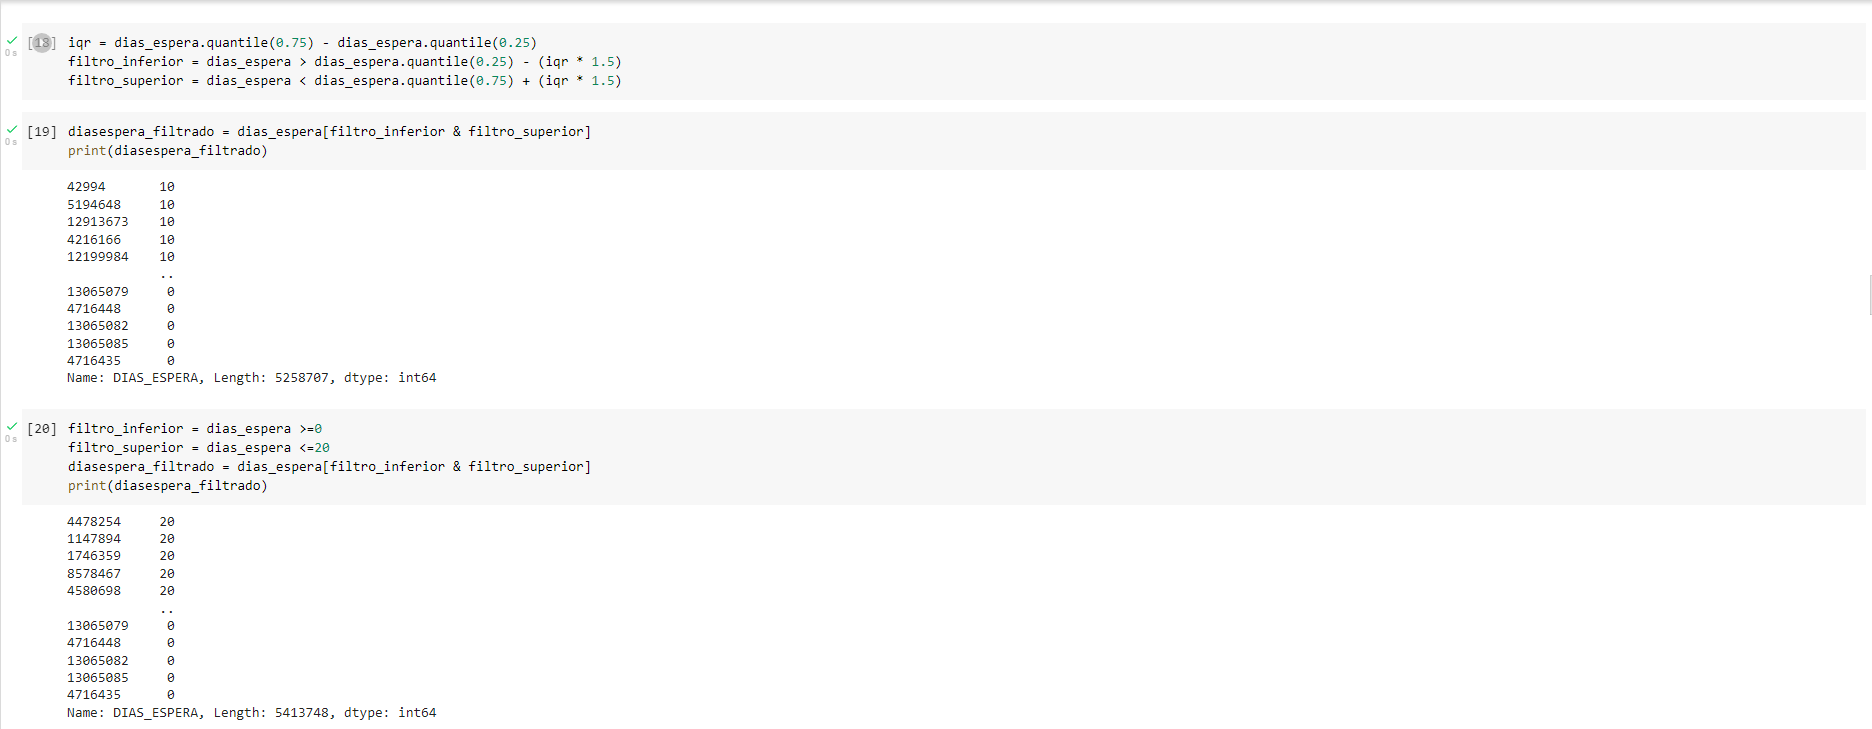 [18] iqr = dias_espera.quantile(0.75) - dias_espera.quantile(0.25)
0 s
filtro_inferior = dias_espera > dias_espera.quantile(0.25) - (iqr * 1.5)
filtro_superior = dias_espera < dias_espera.quantile(0.75) + (iqr * 1.5)
[19] diasespera_filtrado = dias_espera[filtro_inferior & filtro_superior]
0 s
print(diasespera_filtrado)
42994 10
5194648 10
12913673 10
4216166 10
12199984 10
..
13065079 0
4716448 0
13065082 0
13065085 0
4716435 0
Name: DIAS_ESPERA, Length: 5258707, dtype: int64
[20] filtro_inferior = dias_espera >=0
0 s
filtro_superior = dias_espera <=20
diasespera_filtrado = dias_espera[filtro_inferior & filtro_superior]
print(diasespera_filtrado)
4478254 20
1147894 20
1746359 20
8578467 20
4580698 20
..
13065079 0
4716448 0
13065082 0
13065085 0
4716435 0
Name: DIAS_ESPERA, Length: 5413748, dtype: int64